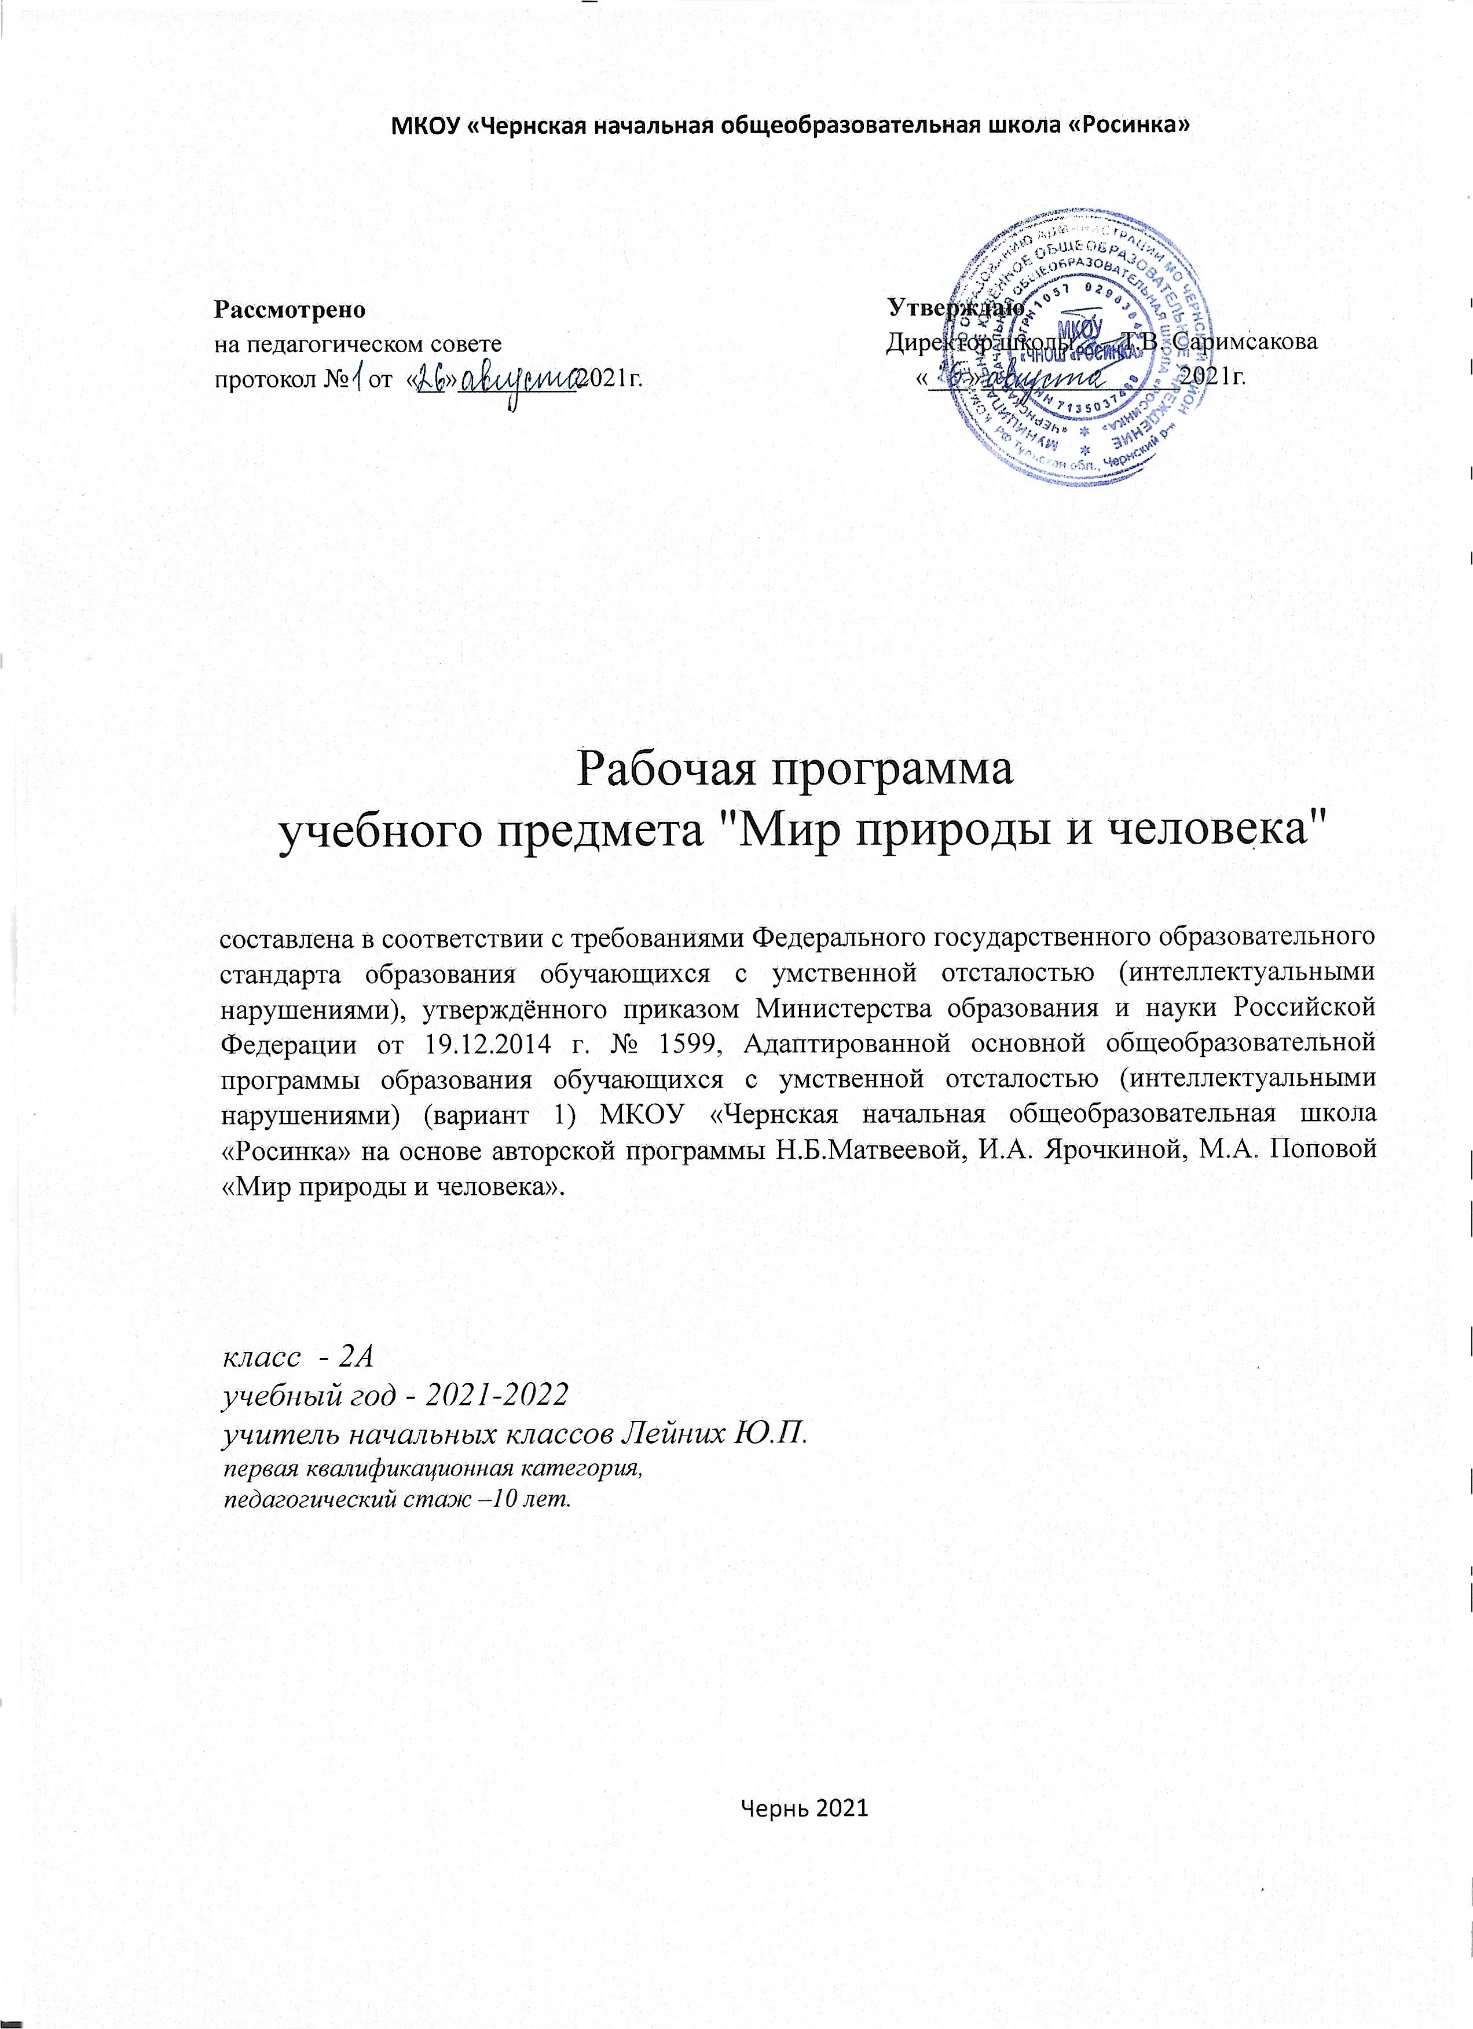 МКОУ «Чернская начальная общеобразовательная школа «Росинка»
Рассмотрено
на педагогическом совете
протокол №1 от «26» августа 2021г.
Утверждаю
Директор школы Т.В. Саримсакова
«26» августа 2021г.
МКОУ
«ЧНОШ «РОСИНКА»
Рабочая программа
учебного предмета "Мир природы и человека"
составлена в соответствии с требованиями Федерального государственного образовательного
стандарта образования обучающихся с умственной отсталостью (интеллектуальными
нарушениями), утверждённого приказом Министерства образования и науки Российской
Федерации от 19.12.2014 г. № 1599, Адаптированной основной общеобразовательной
программы образования обучающихся с умственной отсталостью (интеллектуальными
нарушениями) (вариант 1) МКОУ «Чернская начальная общеобразовательная школа
«Росинка» на основе авторской программы Н.Б.Матвеевой, И.А. Ярочкиной, М.А. Поповой
«Мир природы и человека».
класс - 2А
учебный год - 2021-2022
учитель начальных классов Лейних Ю.П.
первая квалификационная категория,
педагогический стаж –10 лет.
Чернь 2021